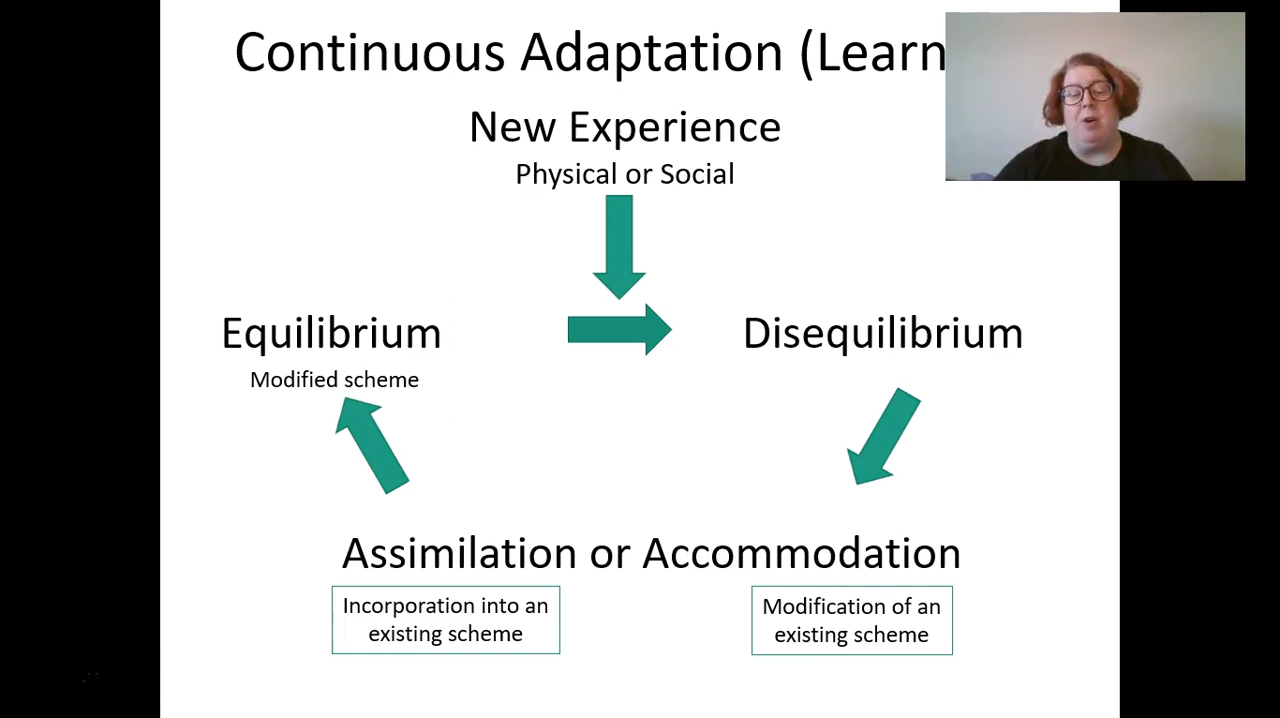 Continuous Adaptation (Learn
New Experience
Physical or Social
Equilibrium
Disequilibrium
Modified scheme
Assimilation or Accommodation
Incorporation into an
existing scheme
Modification of an
existing scheme